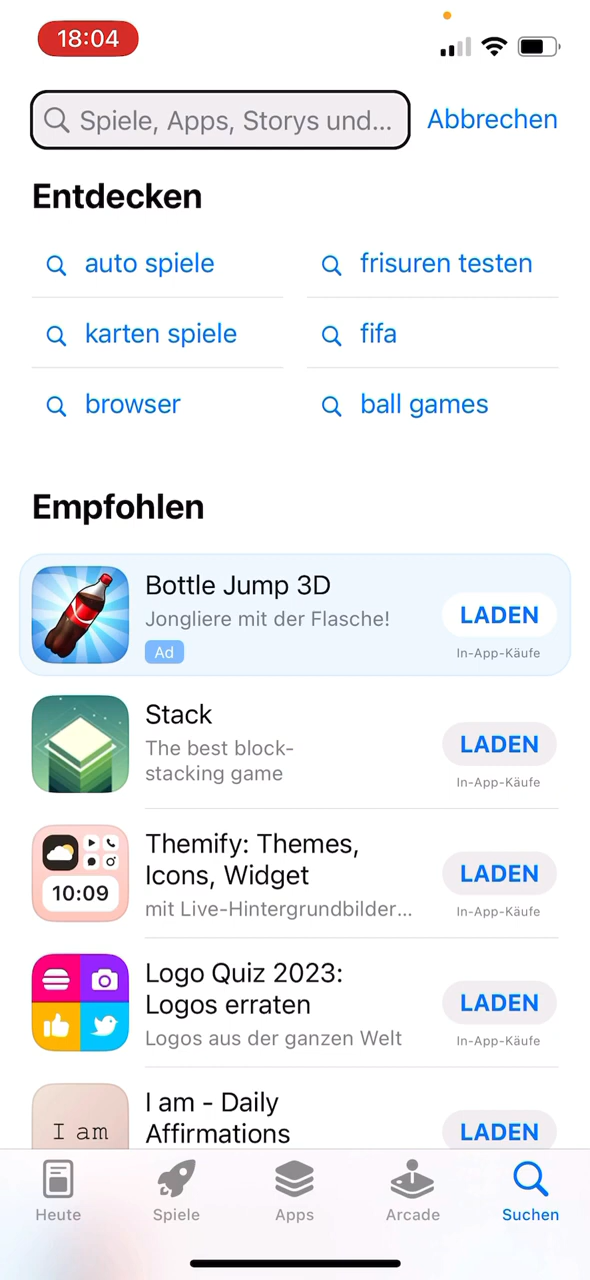 18:04
Spiele, Apps, Storys und...
Abbrechen
Entdecken
auto spiele
frisuren testen
karten spiele
fifa
browser
ball games
Empfohlen
Bottle Jump 3D
Jongliere mit der Flasche!
Ad
LADEN
In-App-Käufe
Stack
The best block-
stacking game
LADEN
In-App-Käufe
10:09
Themify: Themes,
Icons, Widget
mit Live-Hintergrundbilder...
LADEN
In-App-Käufe
Logo Quiz 2023:
Logos erraten
Logos aus der ganzen Welt
LADEN
In-App-Käufe
I am
I am - Daily
Affirmations
LADEN
Heute
Spiele
Apps
Arcade
Suchen